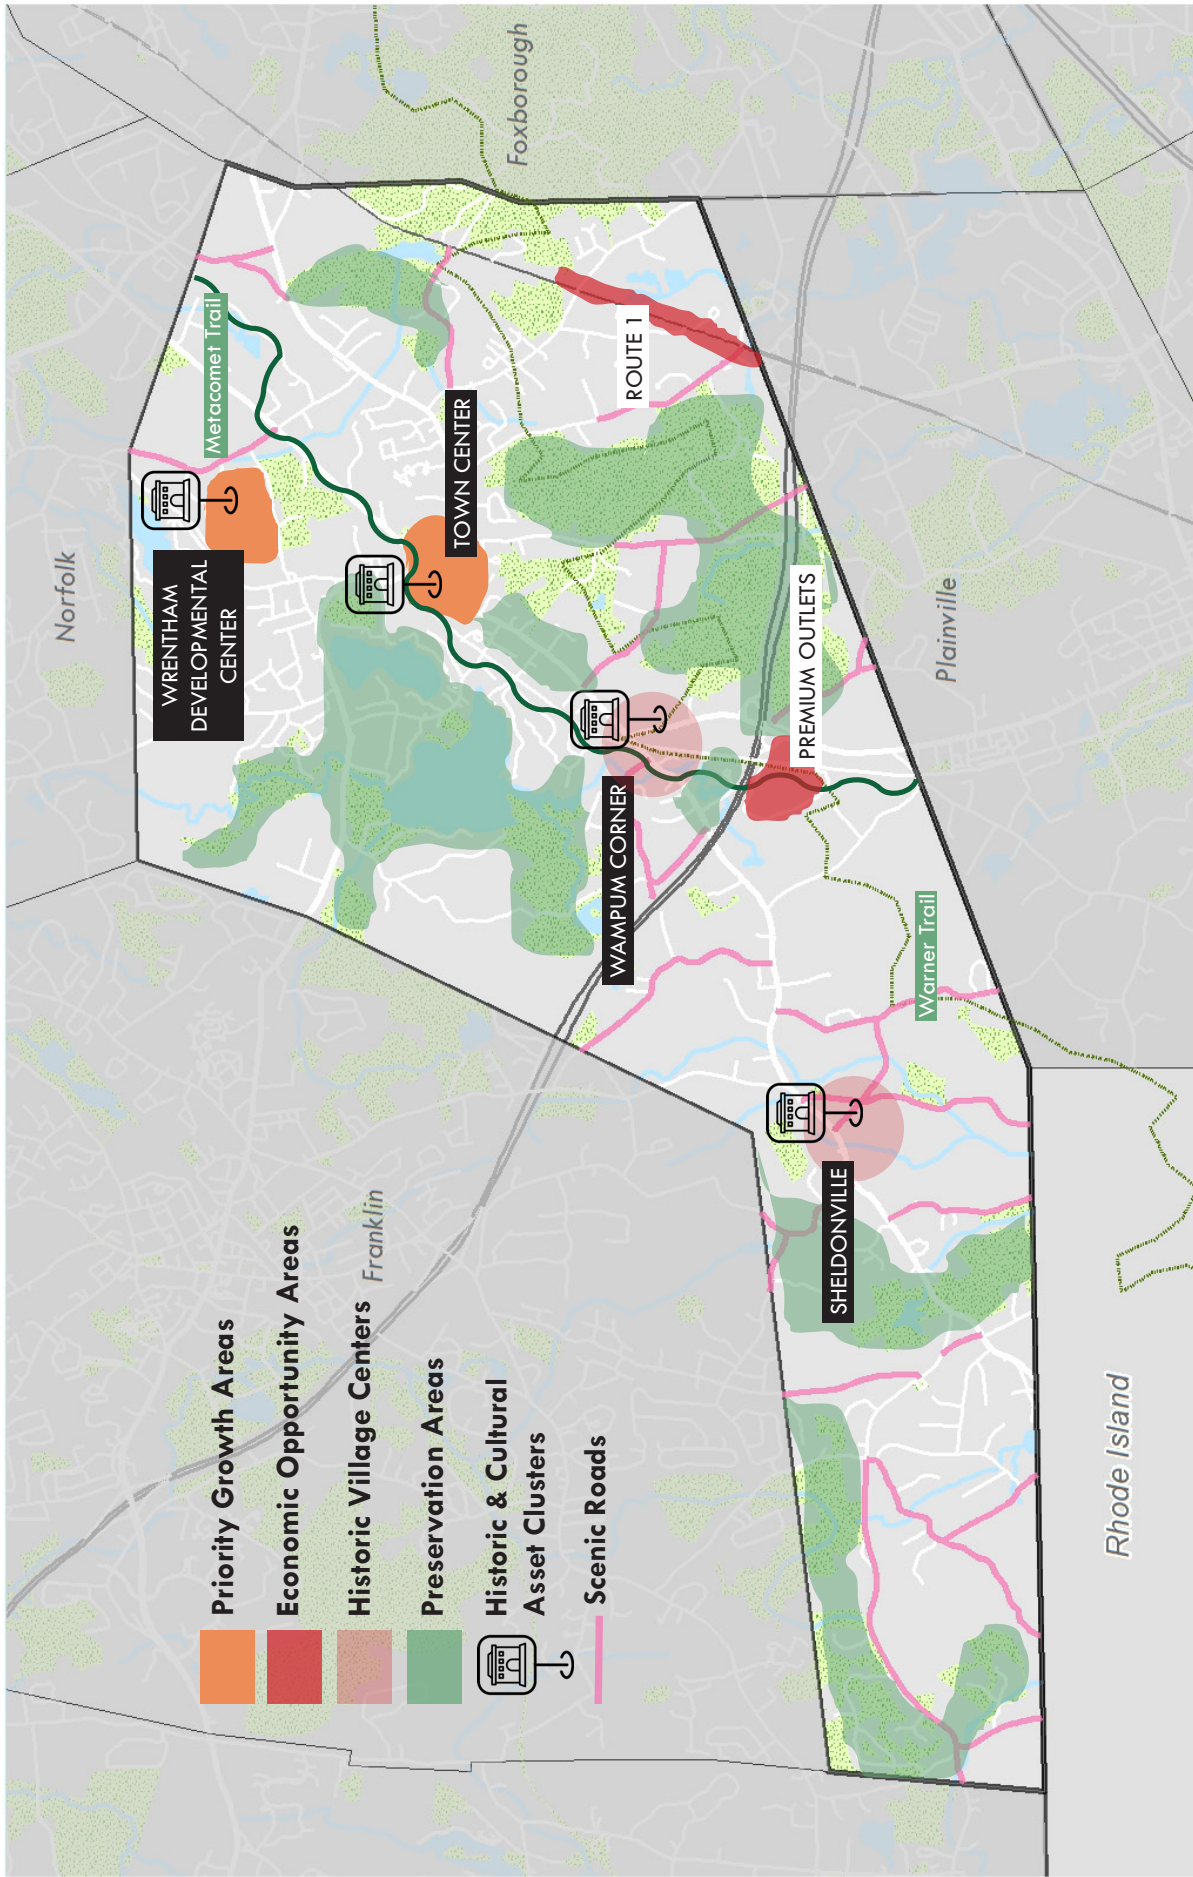 Priority Growth Areas
Economic Opportunity Areas
Historic Village Centers
Preservation Areas
Historic & Cultural
Asset Clusters
Scenic Roads
Norfolk
Franklin
Foxborough
Plainville
Rhode Island
WRENTHAM
DEVELOPMENTAL
CENTER
Metacomet Trail
TOWN CENTER
ROUTE 1
WAMPUM CORNER
PREMIUM OUTLETS
Warner Trail
SHELDONVILLE